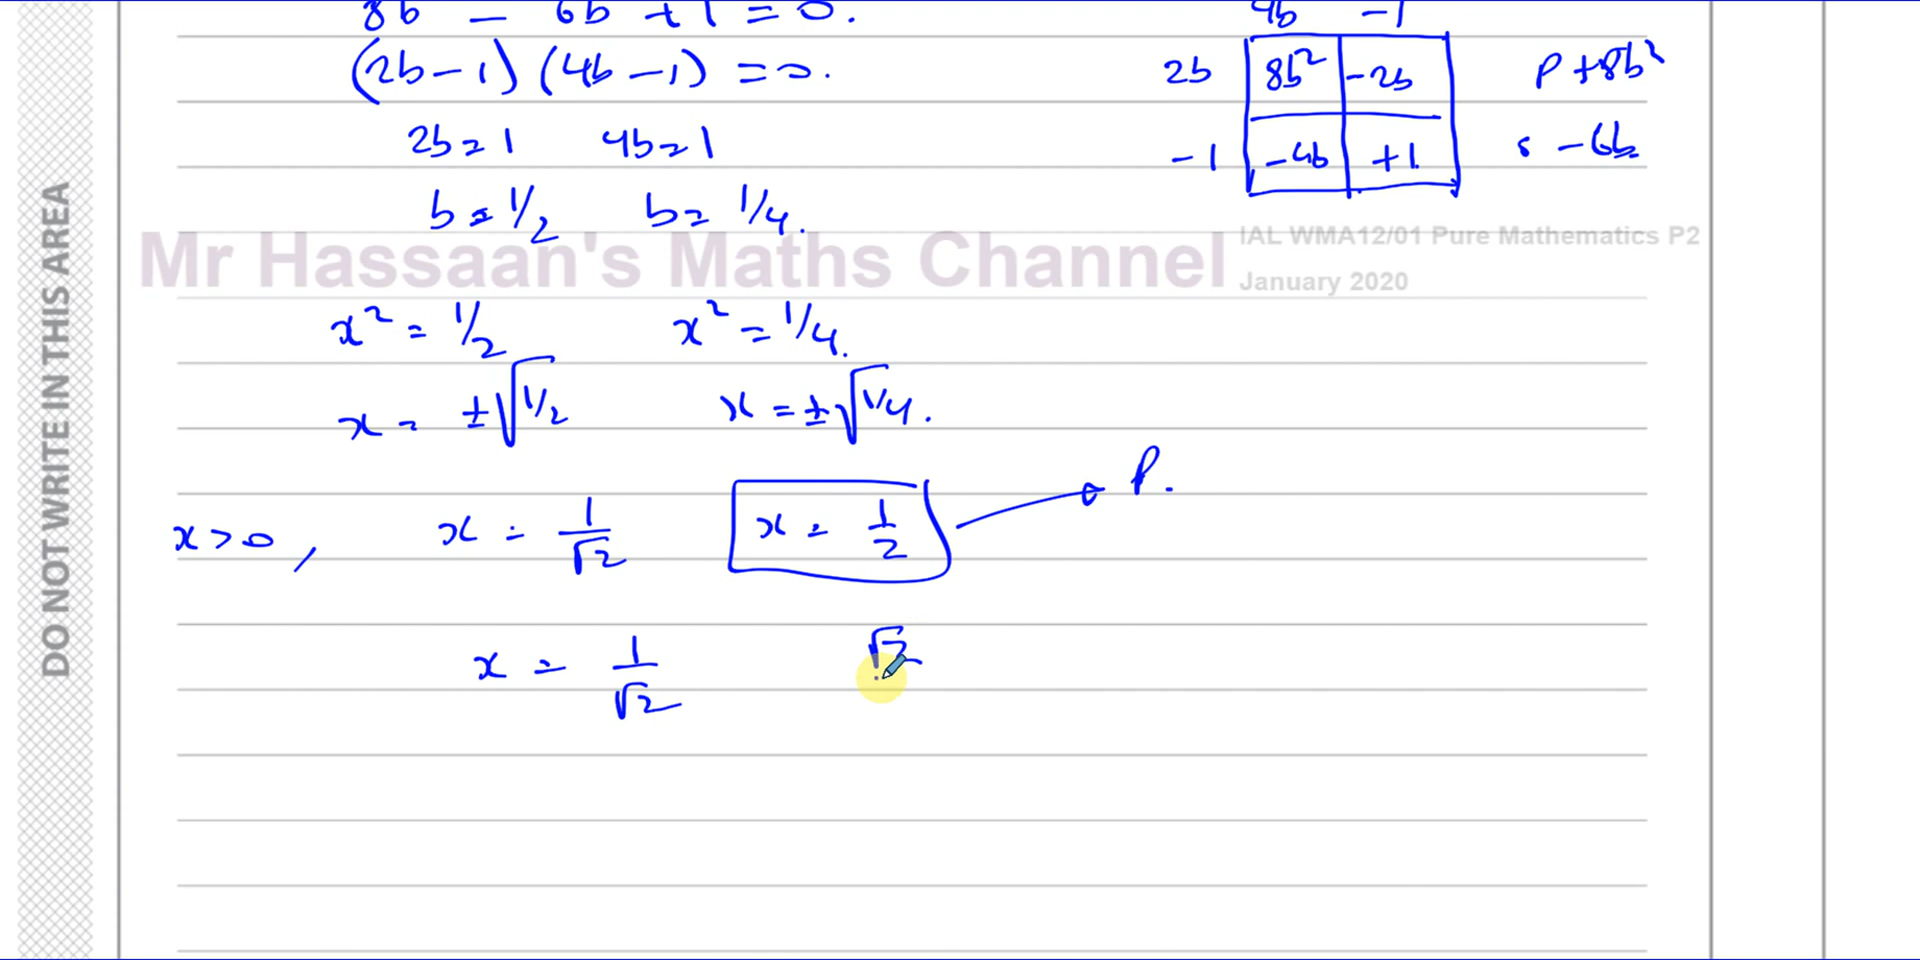 8b² - 6b + 1 = 0.
(2b-1)(4b-1) = 0.
2b = 1   4b = 1
b = 1/2   b = 1/4.
4b   -1
2b   8b²   -2b   P +8b²
-1   -4b   +1   S -6b
Mr Hassaan's Maths Channel
IAL WMA12/01 Pure Mathematics P2
January 2020
x² = 1/2   x² = 1/4.
x = ±√1/2   x = ±√1/4.
x > 0,   x = 1/√2   x = 1/2   P.
x = 1/√2   √2
DO NOT WRITE IN THIS AREA